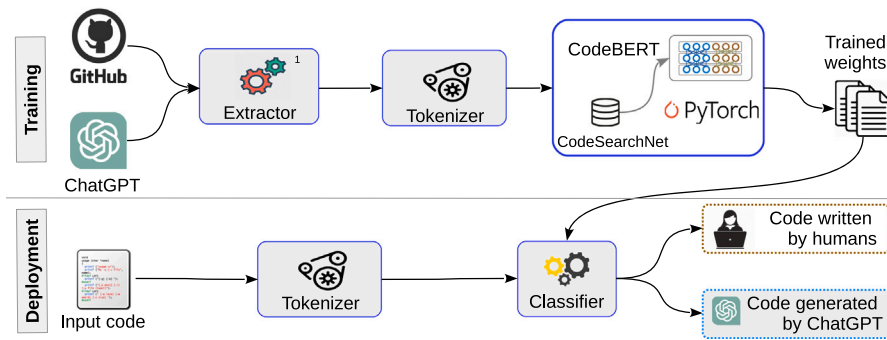 Training
GitHub
ChatGPT
1
Extractor
Tokenizer
CodeBERT
CodeSearchNet
PyTorch
Trained
weights
Deployment
Input code
Tokenizer
Classifier
Code written
by humans
Code generated
by ChatGPT